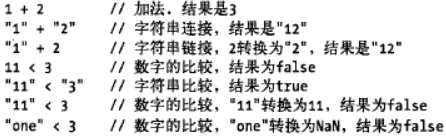 1 + 2 // 加法. 结果是3
"1" + "2" // 字符串连接, 结果是"12"
"1" + 2 // 字符串链接, 2转换为"2", 结果是"12"
11 < 3 // 数字的比较, 结果为false
"11" < "3" // 字符串比较, 结果为true
"11" < 3 // 数字的比较, "11"转换为11, 结果为false
"one" < 3 // 数字的比较, "one"转换为NaN, 结果为false